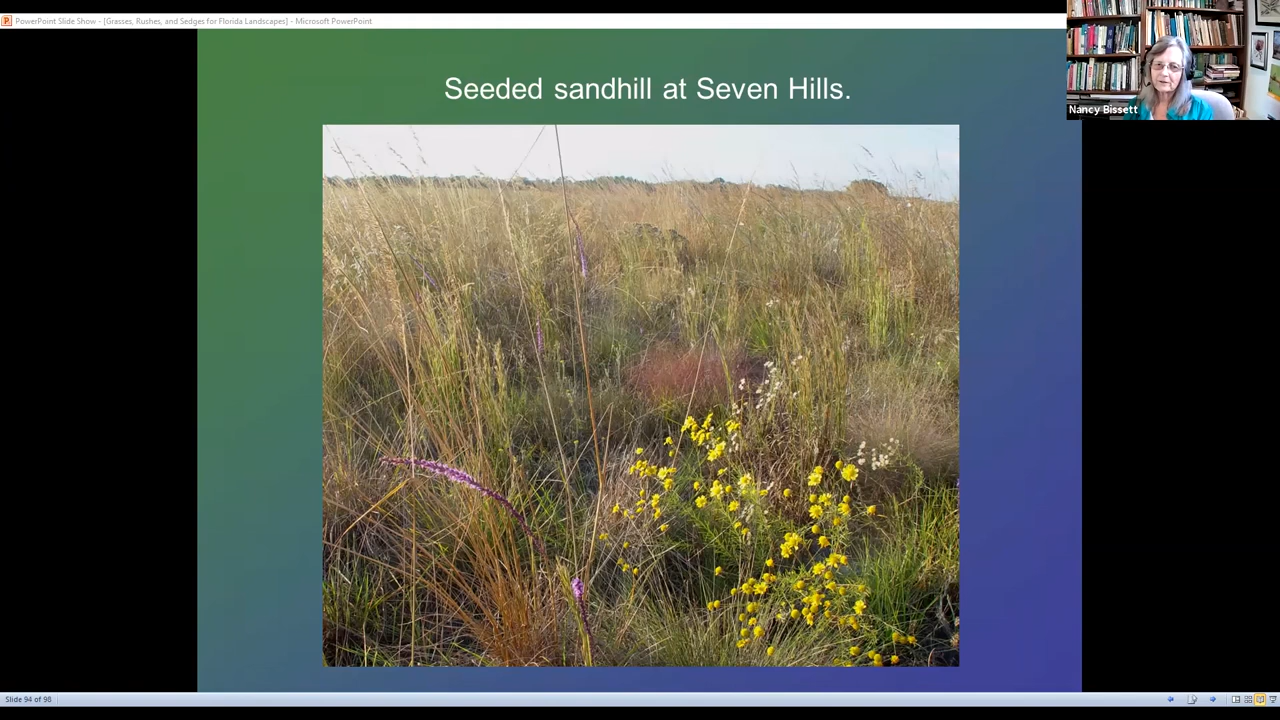 PowerPoint Slide Show - [Grasses, Rushes, and Sedges for Florida Landscapes] - Microsoft PowerPoint
Seeded sandhill at Seven Hills.
Nancy Bissett
Slide 94 of 98